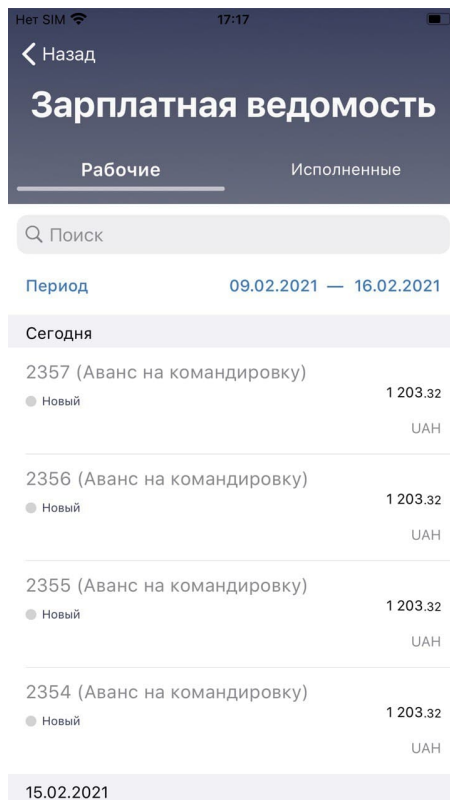 Нет SIM 17:17
Назад
Зарплатная ведомость
Рабочие Исполненные
Поиск
Период 09.02.2021 — 16.02.2021
Сегодня
2357 (Аванс на командировку)
Новый
1 203.32
UAH
2356 (Аванс на командировку)
Новый
1 203.32
UAH
2355 (Аванс на командировку)
Новый
1 203.32
UAH
2354 (Аванс на командировку)
Новый
1 203.32
UAH
15.02.2021